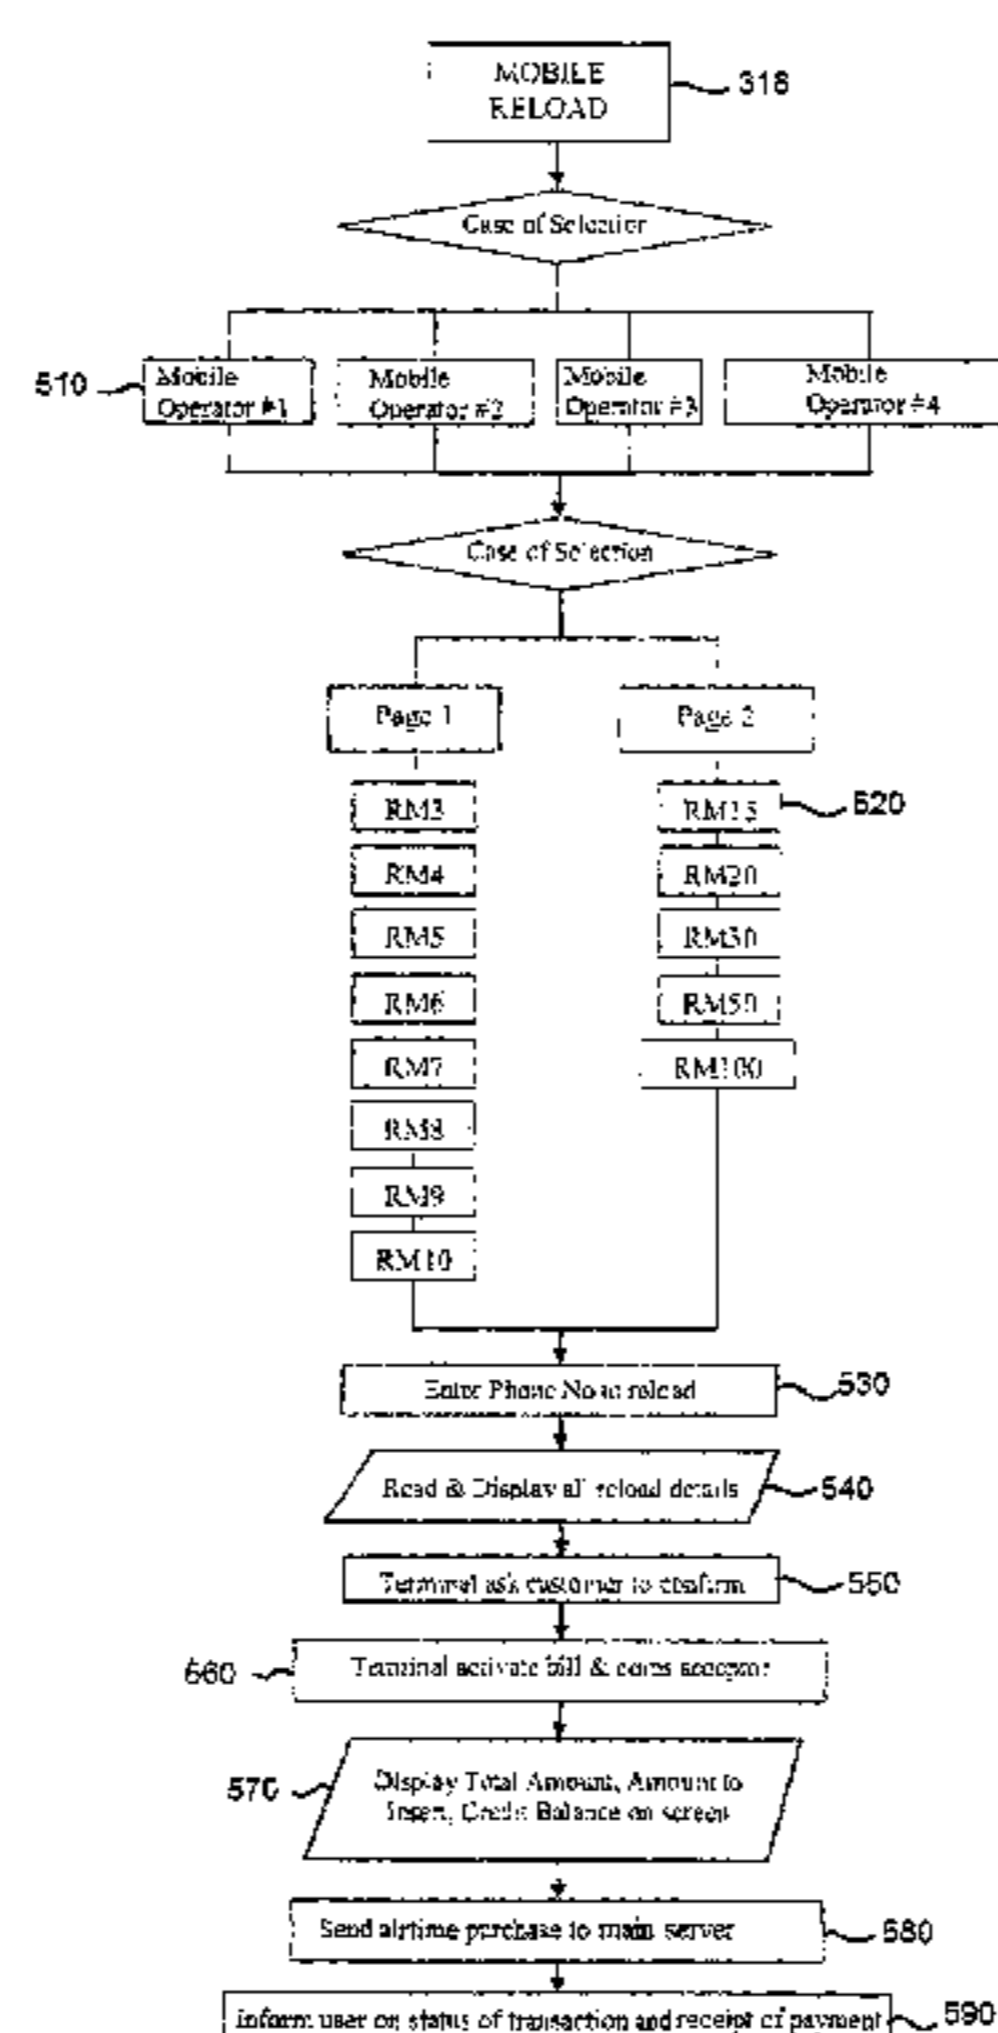 MOBILE
RELOAD
318
Case of Selection
510
Mobile
Operator #1
Mobile
Operator #2
Mobile
Operator #3
Mobile
Operator #4
Case of Selection
Page 1
Page 2
RM3
RM15
520
RM4
RM20
RM5
RM30
RM6
RM50
RM7
RM100
RM8
RM9
RM10
Enter Phone No to reload
530
Read & Display all reload details
540
Terminal ask customer to confirm
550
560
Terminal activate bill & coins acceptor
570
Display Total Amount, Amount to
Insert, Credit Balance on screen
Send airtime purchase to main server
580
Inform user on status of transaction and receipt of payment
590